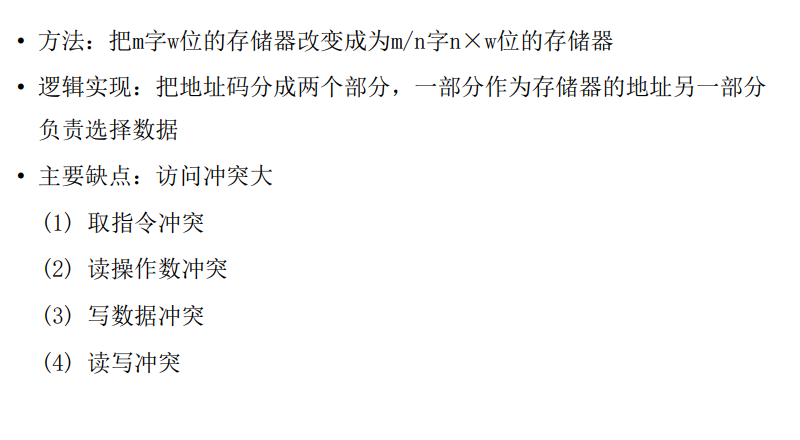 • 方法：把m字w位的存储器改变成为m/n字n×w位的存储器
• 逻辑实现：把地址码分成两个部分，一部分作为存储器的地址另一部分
负责选择数据
• 主要缺点：访问冲突大
(1) 取指令冲突
(2) 读操作数冲突
(3) 写数据冲突
(4) 读写冲突